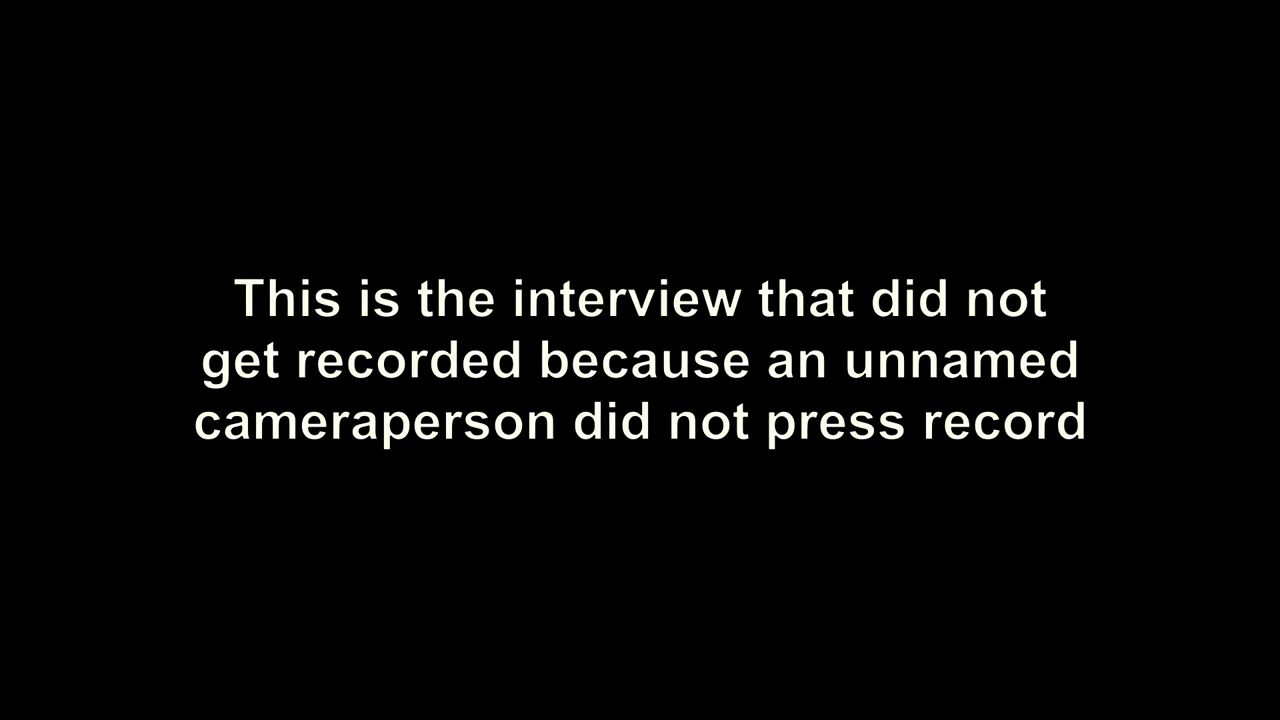 This is the interview that did not
get recorded because an unnamed
cameraperson did not press record